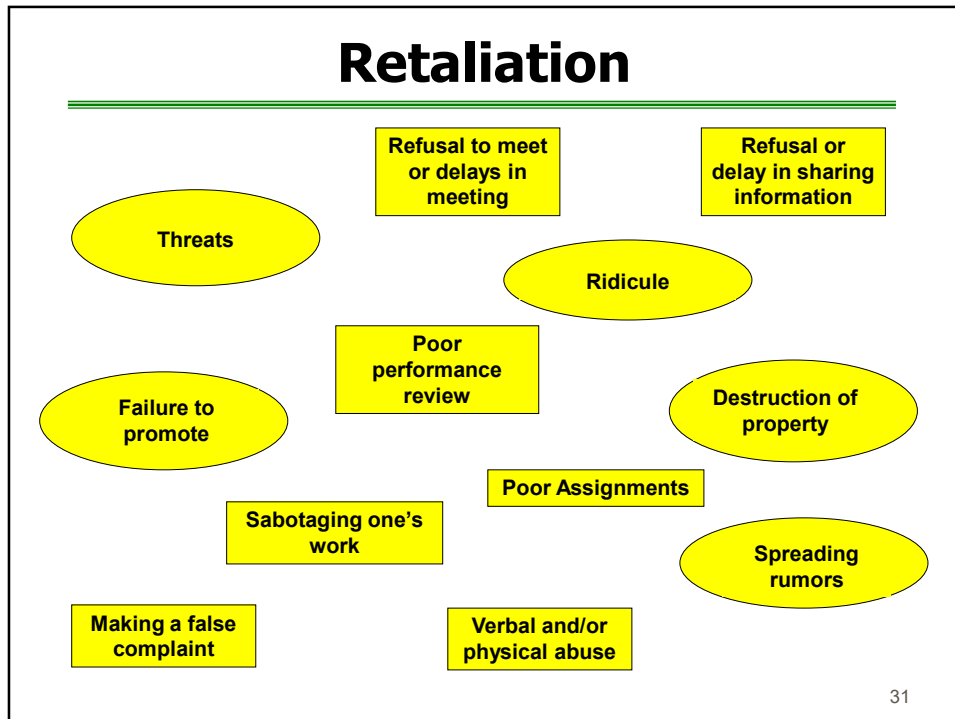 Retaliation
Refusal to meet
or delays in
meeting
Refusal or
delay in sharing
information
Threats
Ridicule
Poor
performance
review
Failure to
promote
Destruction of
property
Poor Assignments
Sabotaging one’s
work
Spreading
rumors
Making a false
complaint
Verbal and/or
physical abuse
31